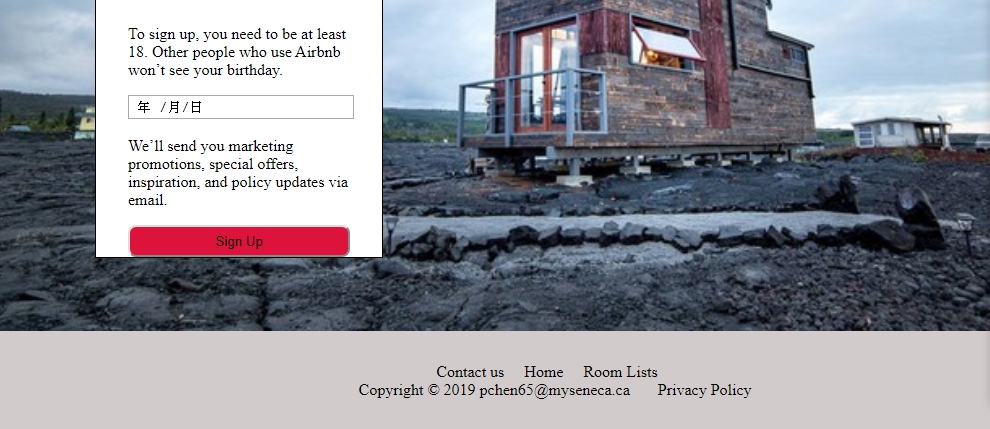 To sign up, you need to be at least
18. Other people who use Airbnb
won’t see your birthday.
年 /月/日
We’ll send you marketing
promotions, special offers,
inspiration, and policy updates via
email.
Sign Up
Contact us Home Room Lists
Copyright © 2019 pchen65@myseneca.ca Privacy Policy